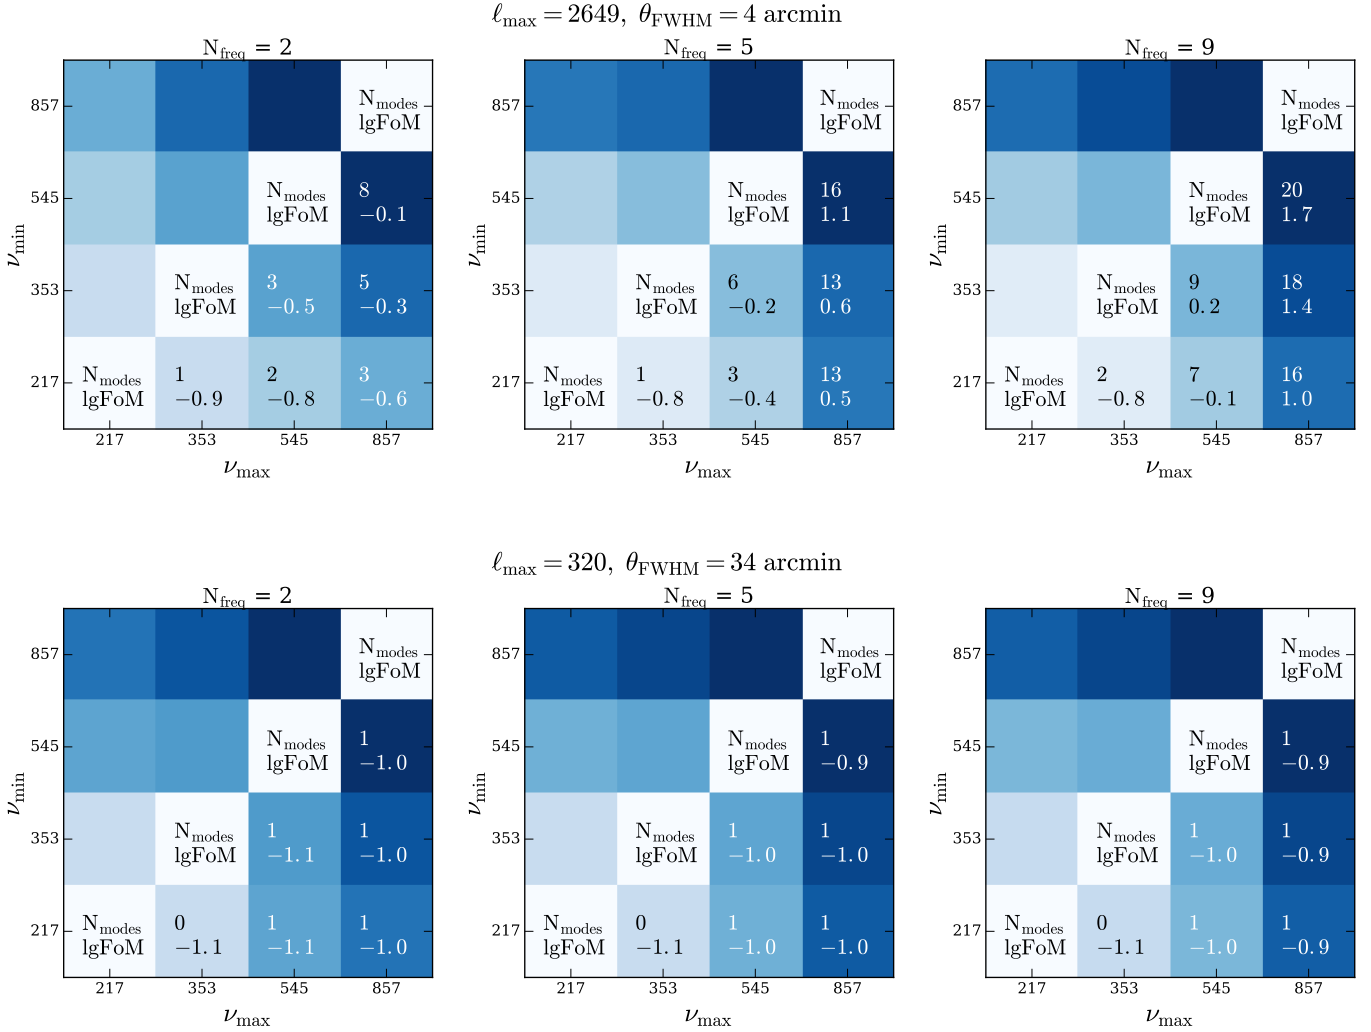 ℓmax = 2649, θFWHM = 4 arcmin
Nfreq = 2
Nmodes
lgFoM
Nmodes
lgFoM
8
−0.1
Nmodes
lgFoM
3
−0.5
5
−0.3
Nmodes
lgFoM
1
−0.9
2
−0.8
3
−0.6
857
545
353
217
νmin
217 353 545 857
νmax
Nfreq = 5
Nmodes
lgFoM
Nmodes
lgFoM
16
1.1
Nmodes
lgFoM
6
−0.2
13
0.6
Nmodes
lgFoM
1
−0.8
3
−0.4
13
0.5
857
545
353
217
νmin
217 353 545 857
νmax
Nfreq = 9
Nmodes
lgFoM
Nmodes
lgFoM
20
1.7
Nmodes
lgFoM
9
0.2
18
1.4
Nmodes
lgFoM
2
−0.8
7
−0.1
16
1.0
857
545
353
217
νmin
217 353 545 857
νmax
ℓmax = 320, θFWHM = 34 arcmin
Nfreq = 2
Nmodes
lgFoM
Nmodes
lgFoM
1
−1.0
Nmodes
lgFoM
1
−1.1
1
−1.0
Nmodes
lgFoM
0
−1.1
1
−1.1
1
−1.0
857
545
353
217
νmin
217 353 545 857
νmax
Nfreq = 5
Nmodes
lgFoM
Nmodes
lgFoM
1
−0.9
Nmodes
lgFoM
1
−1.0
1
−1.0
Nmodes
lgFoM
0
−1.1
1
−1.0
1
−1.0
857
545
353
217
νmin
217 353 545 857
νmax
Nfreq = 9
Nmodes
lgFoM
Nmodes
lgFoM
1
−0.9
Nmodes
lgFoM
1
−1.0
1
−0.9
Nmodes
lgFoM
0
−1.1
1
−1.0
1
−0.9
857
545
353
217
νmin
217 353 545 857
νmax